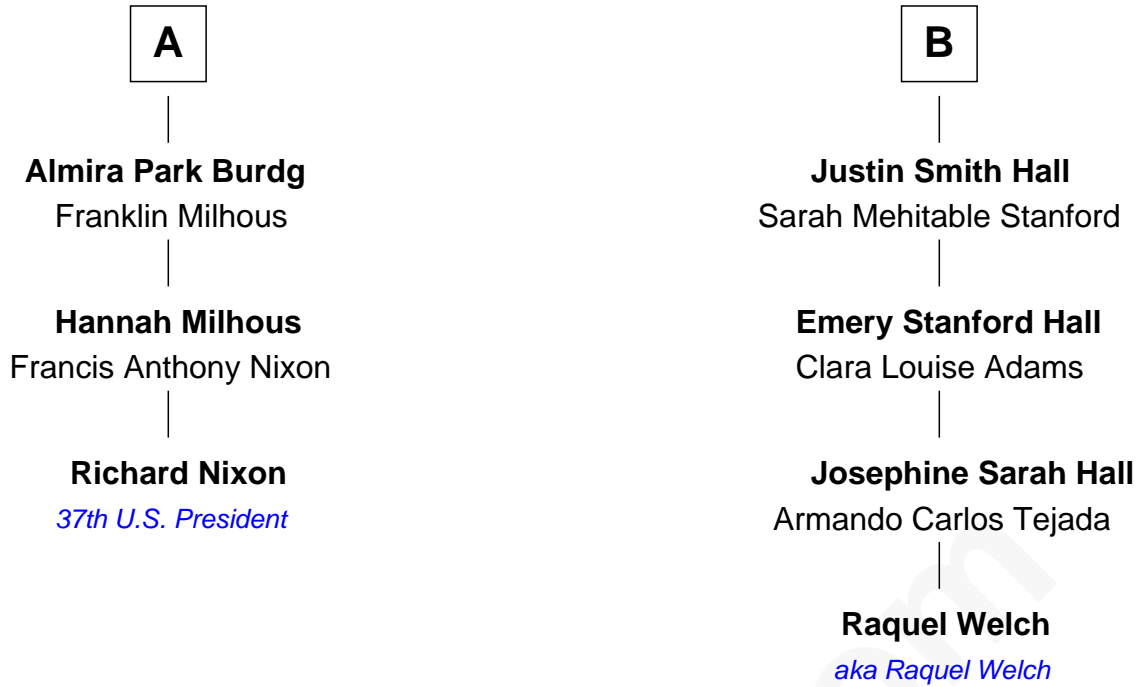 A
Almira Park Burdg
Franklin Milhous
Hannah Milhous
Francis Anthony Nixon
Richard Nixon
37th U.S. President
B
Justin Smith Hall
Sarah Mehitable Stanford
Emery Stanford Hall
Clara Louise Adams
Josephine Sarah Hall
Armando Carlos Tejada
Raquel Welch
aka Raquel Welch